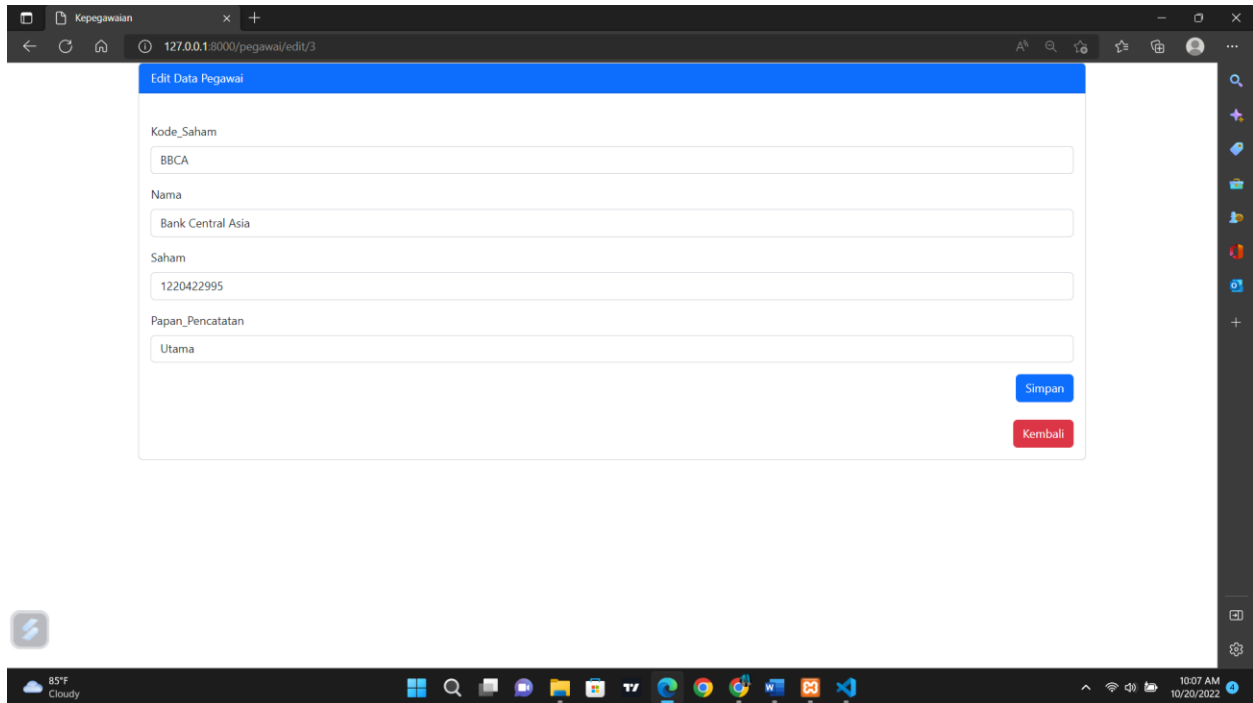 Kepegawaian
127.0.0.1:8000/pegawai/edit/3
Edit Data Pegawai
Kode_Saham
BBCA
Nama
Bank Central Asia
Saham
1220422995
Papan_Pencatatan
Utama
Simpan
Kembali
85°F
Cloudy
10:07 AM
10/20/2022
4